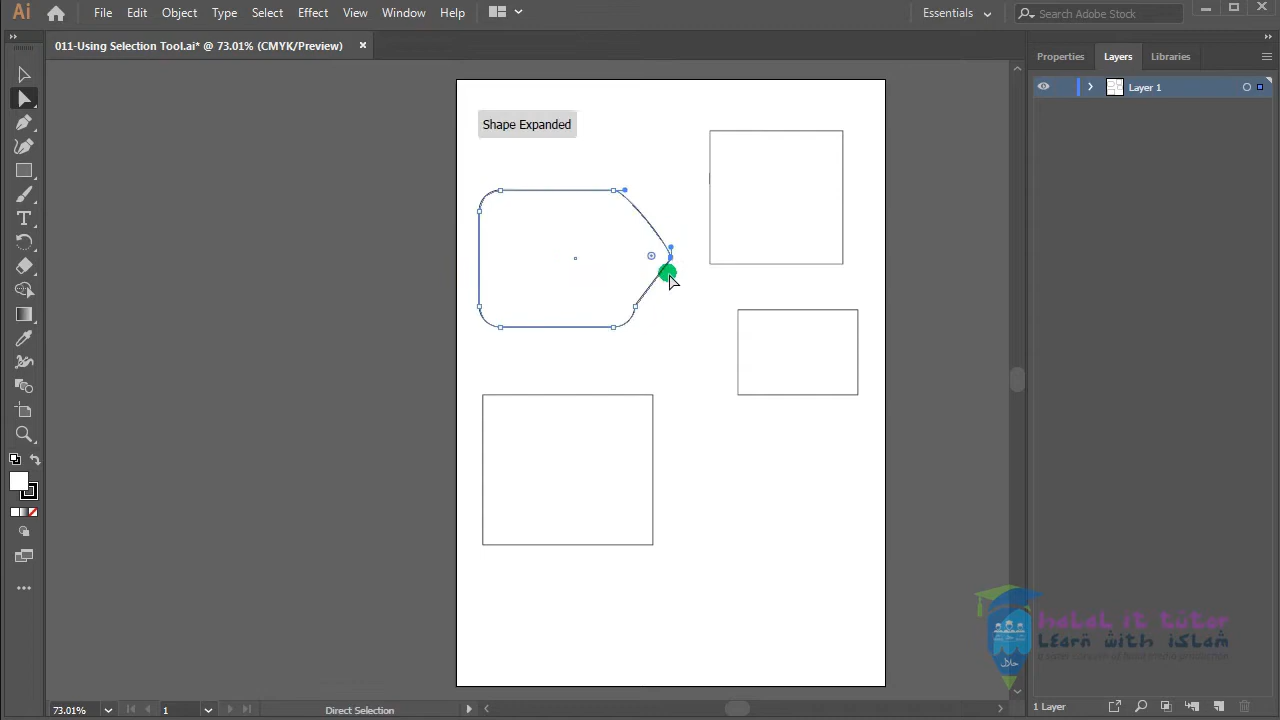 Ai
File Edit Object Type Select Effect View Window Help
Essentials
Search Adobe Stock
011-Using Selection Tool.ai* @ 73.01% (CMYK/Preview) ×
Properties Layers Libraries
Layer 1
Shape Expanded
halal it tutor
Learn with islam
حلال
73.01%
1
Direct Selection
1 Layer